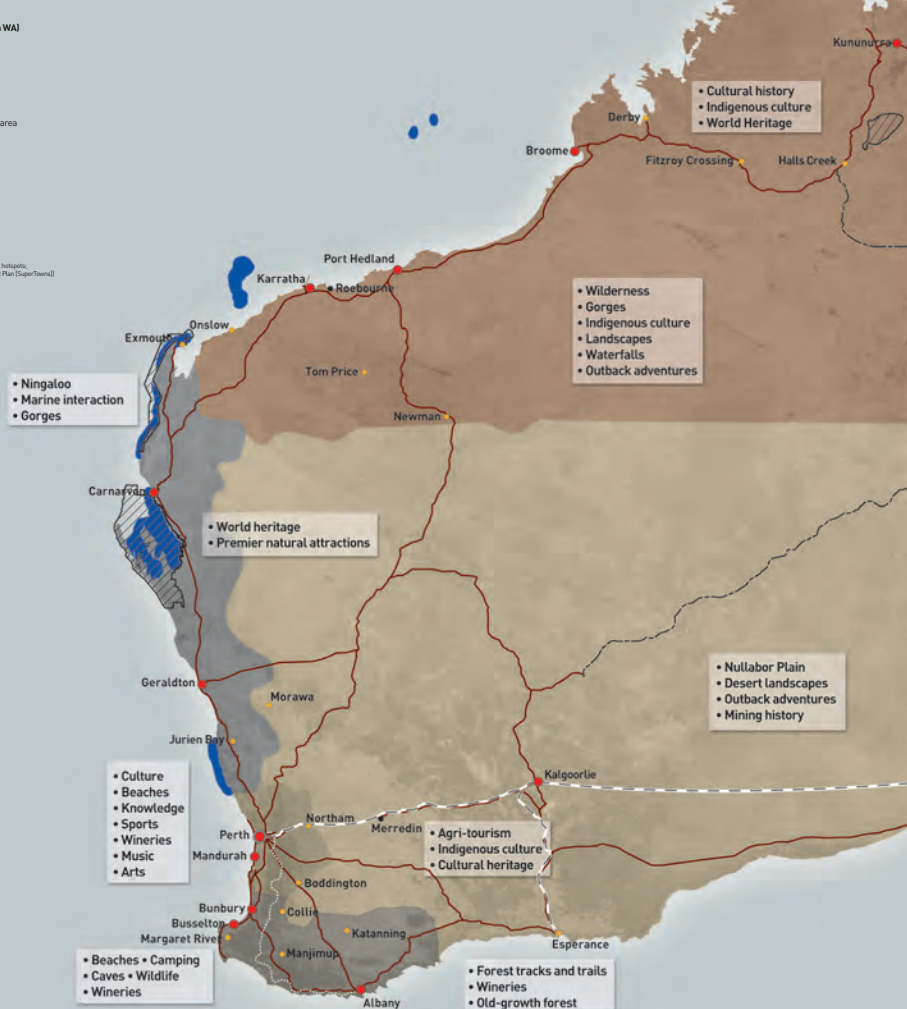 WA)
area
hotspots;
Plan (SuperTowns))
Kununurra
• Cultural history
• Indigenous culture
• World Heritage
Derby
Broome
Fitzroy Crossing
Halls Creek
Port Hedland
Karratha
Roebourne
• Wilderness
• Gorges
• Indigenous culture
• Landscapes
• Waterfalls
• Outback adventures
Onslow
Exmouth
Tom Price
• Ningaloo
• Marine interaction
• Gorges
Newman
Carnarvon
• World heritage
• Premier natural attractions
• Nullabor Plain
• Desert landscapes
• Outback adventures
• Mining history
Geraldton
Morawa
Jurien Bay
• Culture
• Beaches
• Knowledge
• Sports
• Wineries
• Music
• Arts
Kalgoorlie
Northam
Merredin
Perth
• Agri-tourism
• Indigenous culture
• Cultural heritage
Mandurah
Boddington
Bunbury
Collie
Busselton
Katanning
Margaret River
Esperance
Manjimup
• Beaches • Camping
• Caves • Wildlife
• Wineries
• Forest tracks and trails
• Wineries
• Old-growth forest
Albany